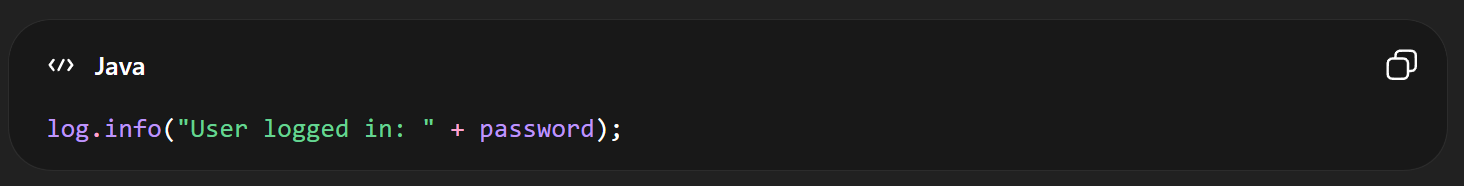 Java
log.info("User logged in: " + password);